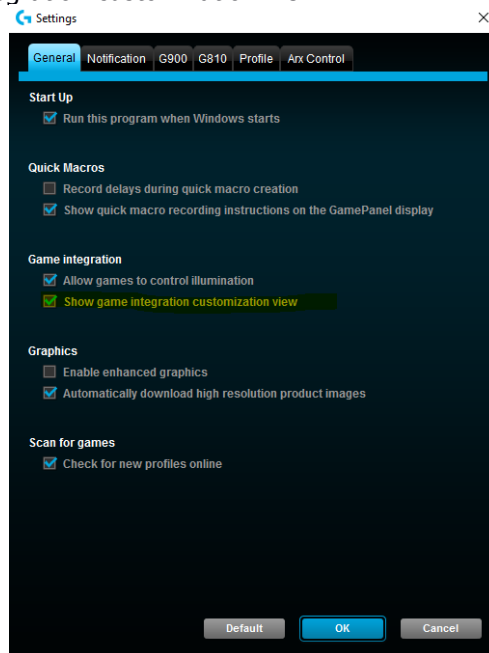 Settings
General Notification G900 G810 Profile Arx Control
Start Up
Run this program when Windows starts
Quick Macros
Record delays during quick macro creation
Show quick macro recording instructions on the GamePanel display
Game integration
Allow games to control illumination
Show game integration customization view
Graphics
Enable enhanced graphics
Automatically download high resolution product images
Scan for games
Check for new profiles online
Default OK Cancel